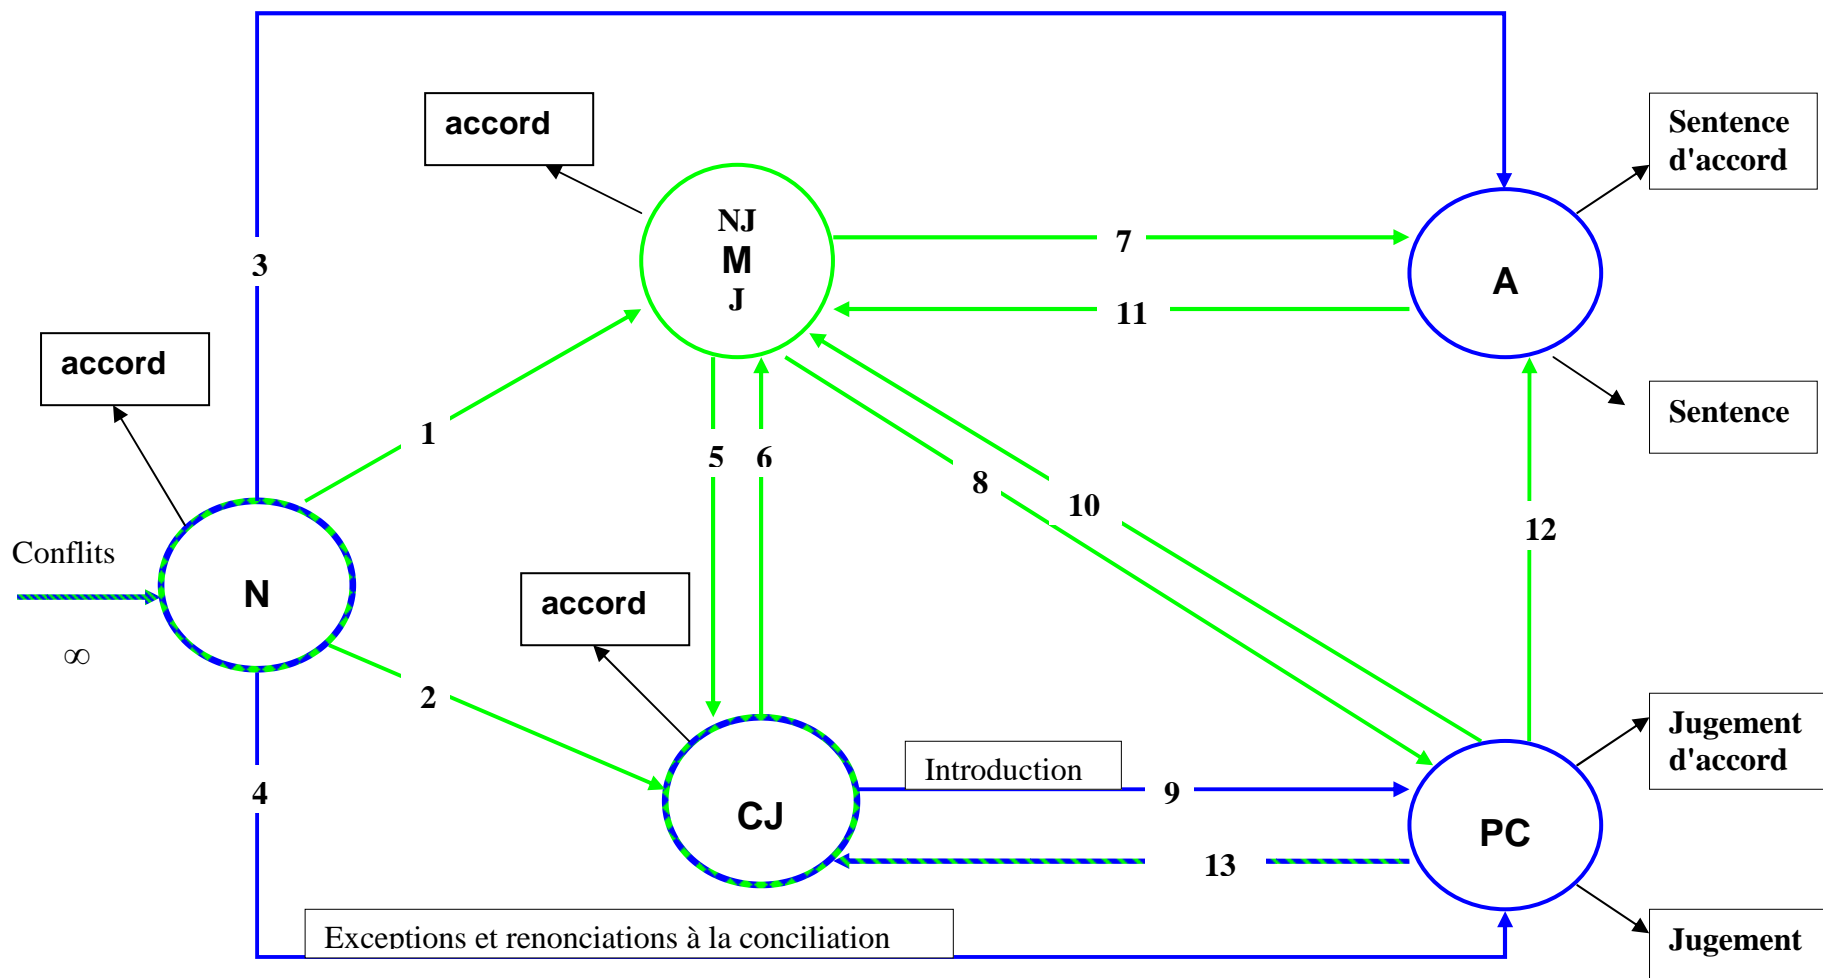 accord
Sentence
d'accord
NJ
M
J
7
A
3
11
accord
Sentence
1
5
6
8
10
12
Conflits
N
∞
accord
2
Jugement
d'accord
Introduction
4
9
CJ
PC
13
Exceptions et renonciations à la conciliation
Jugement